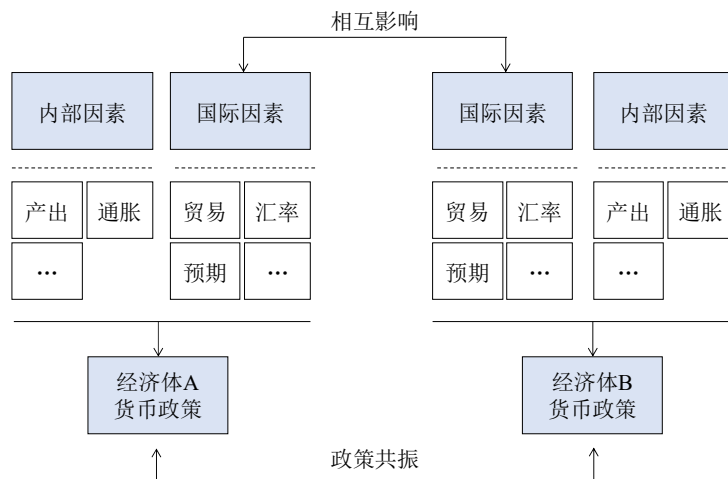 相互影响
内部因素
国际因素
国际因素
内部因素
产出
通胀
贸易
汇率
贸易
汇率
产出
通胀
…
预期
…
预期
…
…
经济体A
货币政策
经济体B
货币政策
政策共振